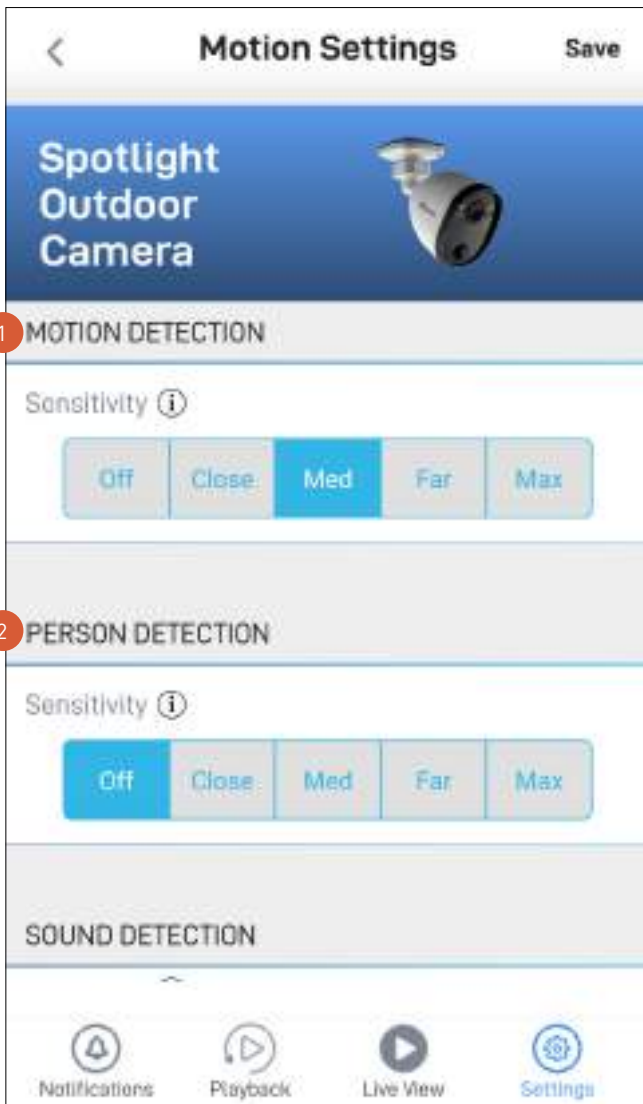 Motion Settings Save
Spotlight
Outdoor
Camera
1 MOTION DETECTION
Sensitivity i
Off Close Med Far Max
2 PERSON DETECTION
Sensitivity i
Off Close Med Far Max
SOUND DETECTION
Notifications Playback Live View Settings